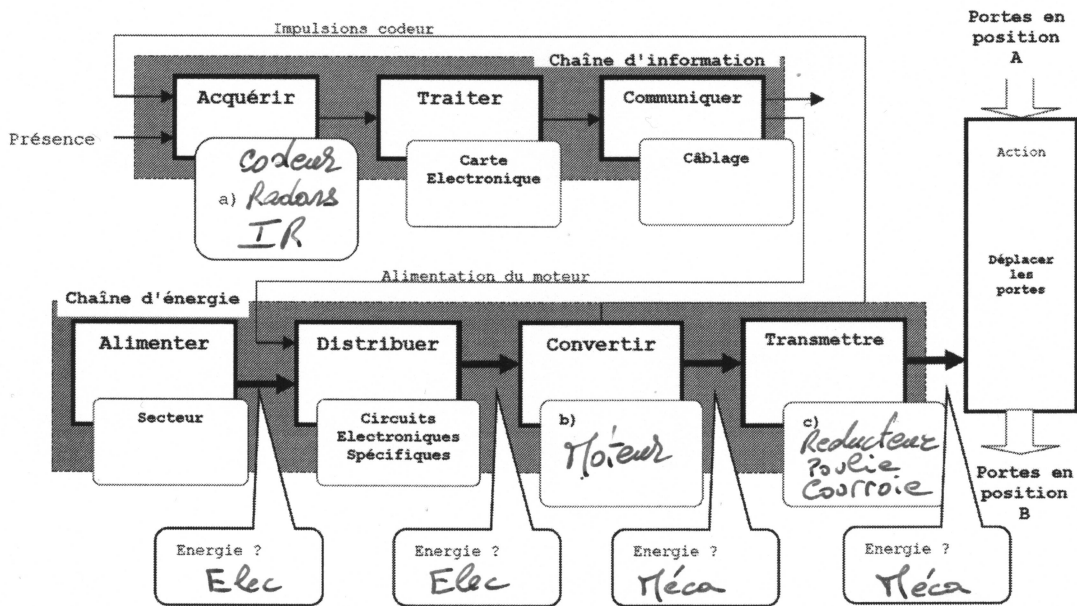 Impulsions codeur
Portes en
position
A
Chaîne d'information
Acquérir
Traiter
Communiquer
Présence
codeur
a) Radars
IR
Carte
Electronique
Câblage
Action
Déplacer
les
portes
Alimentation du moteur
Chaîne d'énergie
Alimenter
Distribuer
Convertir
Transmettre
Secteur
Circuits
Electroniques
Spécifiques
b)
Moteur
c)
Reducteur
Poulie
Courroie
Portes en
position
B
Energie ?
Elec
Energie ?
Elec
Energie ?
Méca
Energie ?
Méca